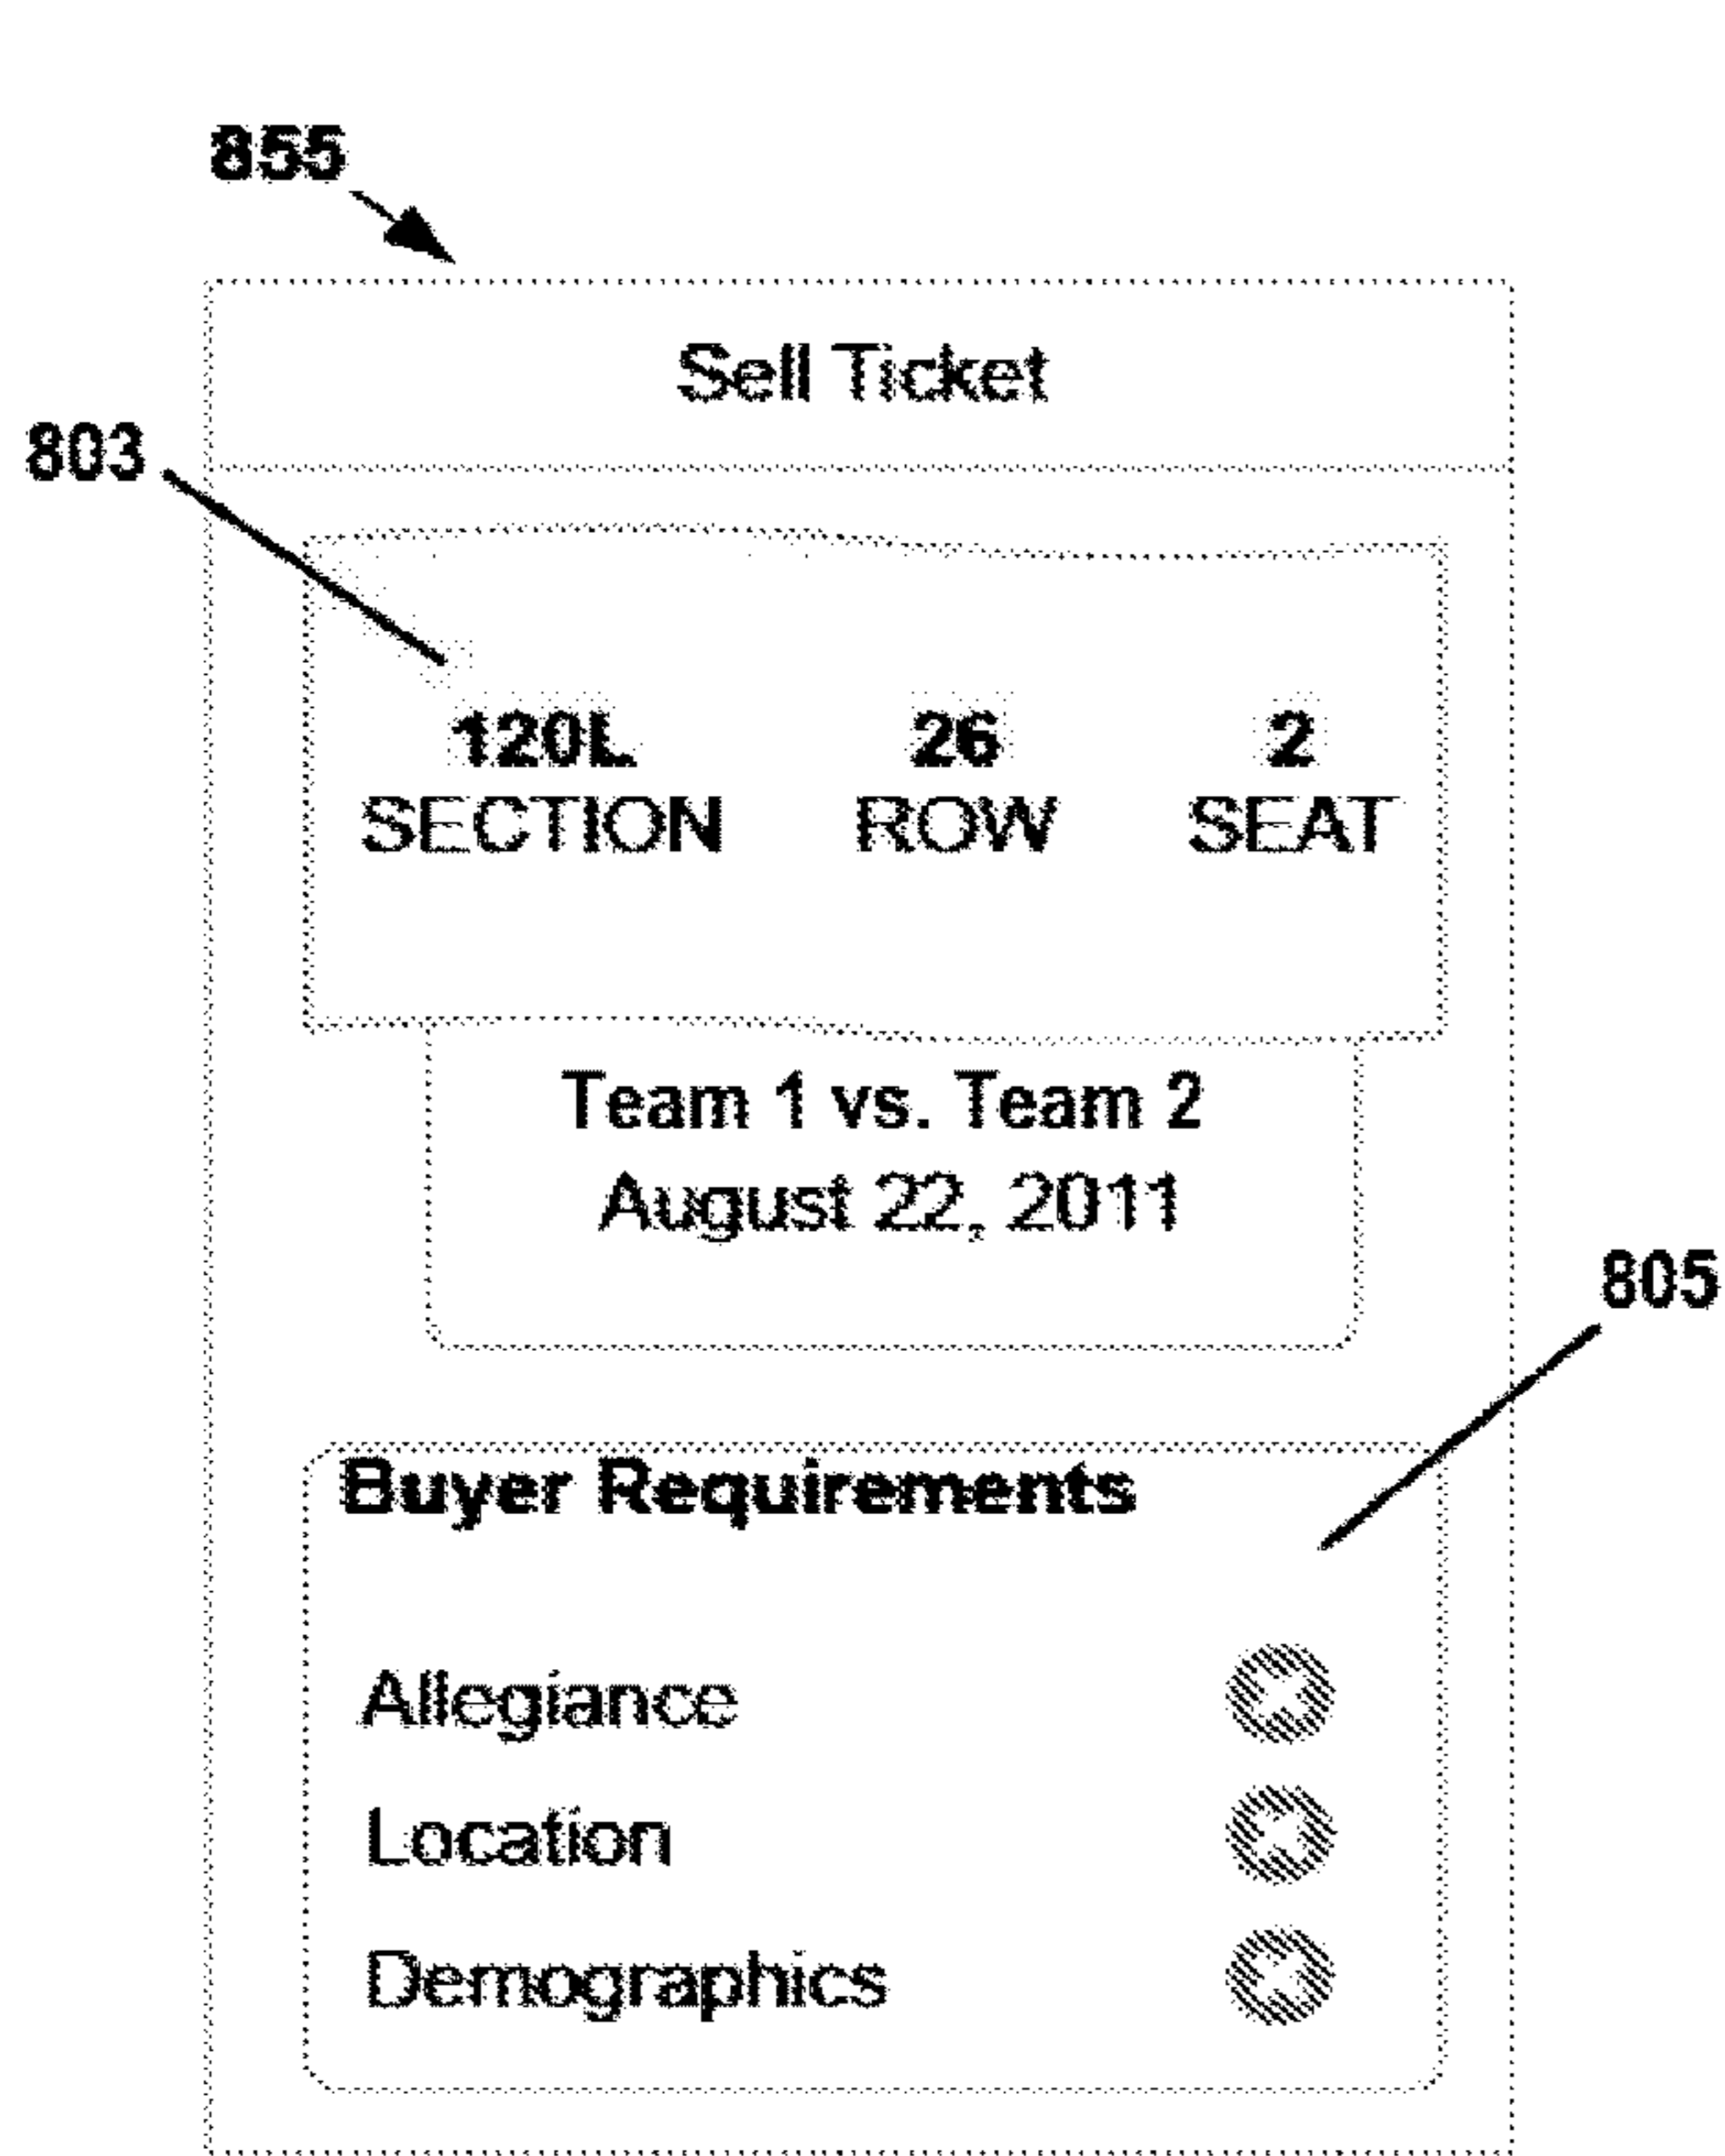 855
Sell Ticket
803
120L 26 2
SECTION ROW SEAT
Team 1 vs. Team 2
August 22, 2011
805
Buyer Requirements
Allegiance
Location
Demographics